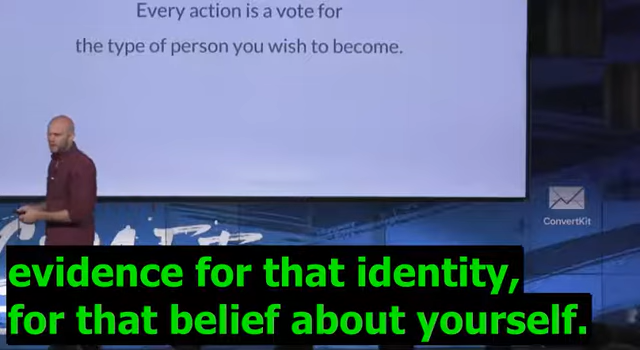 Every action is a vote for
the type of person you wish to become.
ConvertKit
evidence for that identity,
for that belief about yourself.